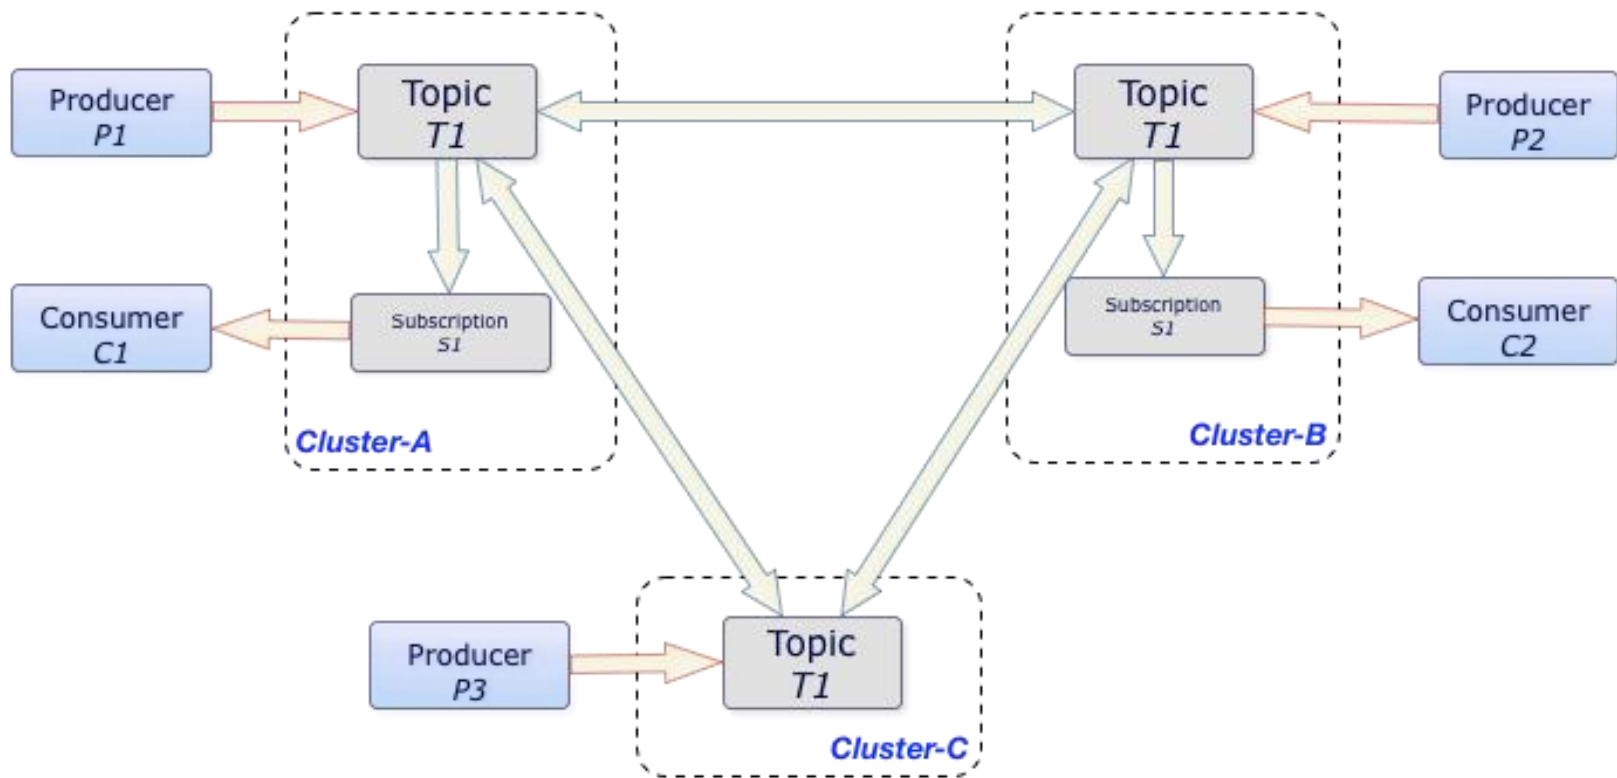 Producer
P1
Topic
T1
Topic
T1
Producer
P2
Consumer
C1
Subscription
S1
Subscription
S1
Consumer
C2
Cluster-A
Cluster-B
Producer
P3
Topic
T1
Cluster-C